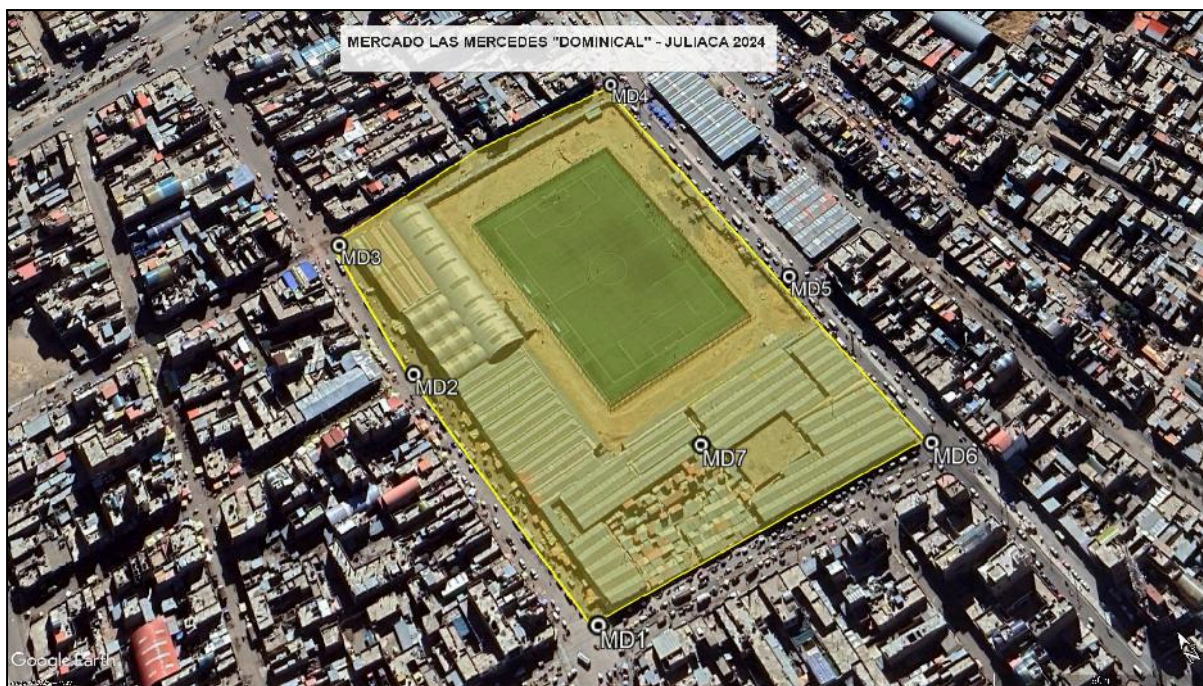 MERCADO LAS MERCEDES "DOMINICAL" - JULIACA 2024
MD4
MD3
MD5
MD2
MD7
MD6
MD1
Google Earth